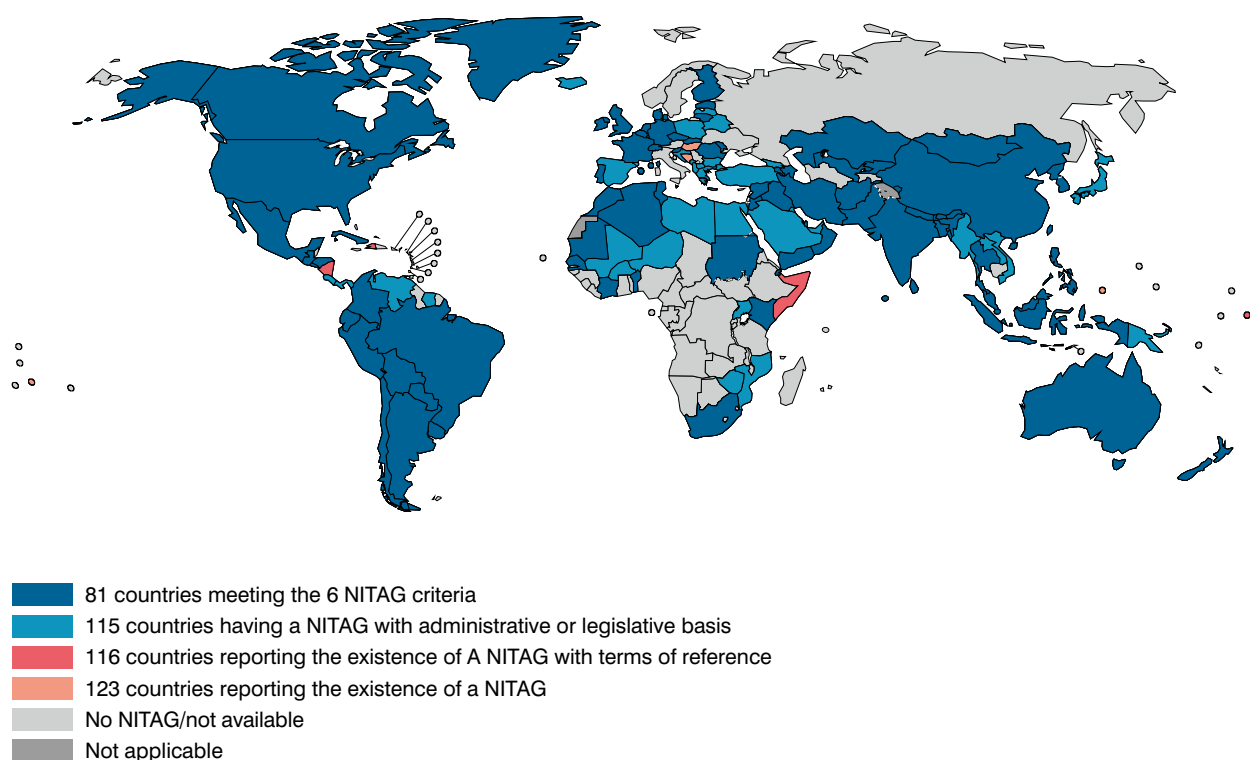 81 countries meeting the 6 NITAG criteria
115 countries having a NITAG with administrative or legislative basis
116 countries reporting the existence of A NITAG with terms of reference
123 countries reporting the existence of a NITAG
No NITAG/not available
Not applicable